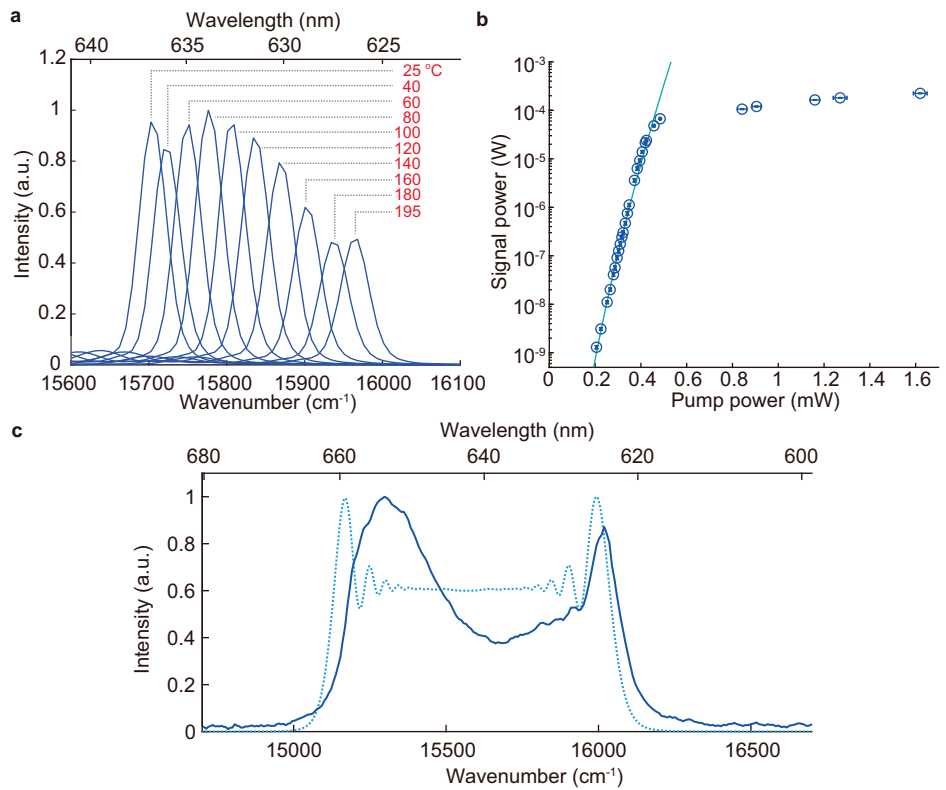 a
Wavelength (nm)
640 635 630 625
1.2
1
0.8
0.6
0.4
0.2
0
Intensity (a.u.)
25 °C
40
60
80
100
120
140
160
180
195
15600 15700 15800 15900 16000 16100
Wavenumber (cm⁻¹)
b
10⁻³
10⁻⁴
10⁻⁵
10⁻⁶
10⁻⁷
10⁻⁸
10⁻⁹
Signal power (W)
0 0.2 0.4 0.6 0.8 1 1.2 1.4 1.6
Pump power (mW)
c
Wavelength (nm)
680 660 640 620 600
1
0.8
0.6
0.4
0.2
0
Intensity (a.u.)
15000 15500 16000 16500
Wavenumber (cm⁻¹)